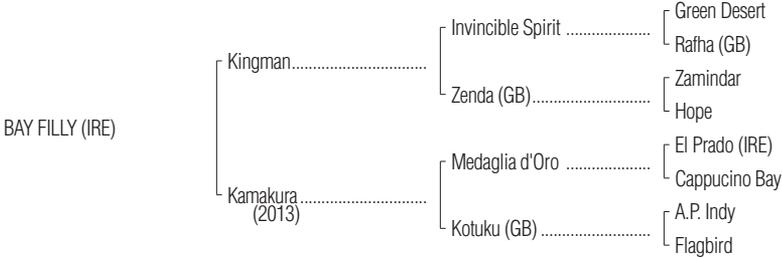 Green Desert
Invincible Spirit ....................
Rafha (GB)
Kingman................................
Zamindar
Zenda (GB)............................
Hope
BAY FILLY (IRE)
El Prado (IRE)
Medaglia d'Oro ....................
Cappucino Bay
Kamakura..............................
(2013)
A.P. Indy
Kotuku (GB) ..........................
Flagbird